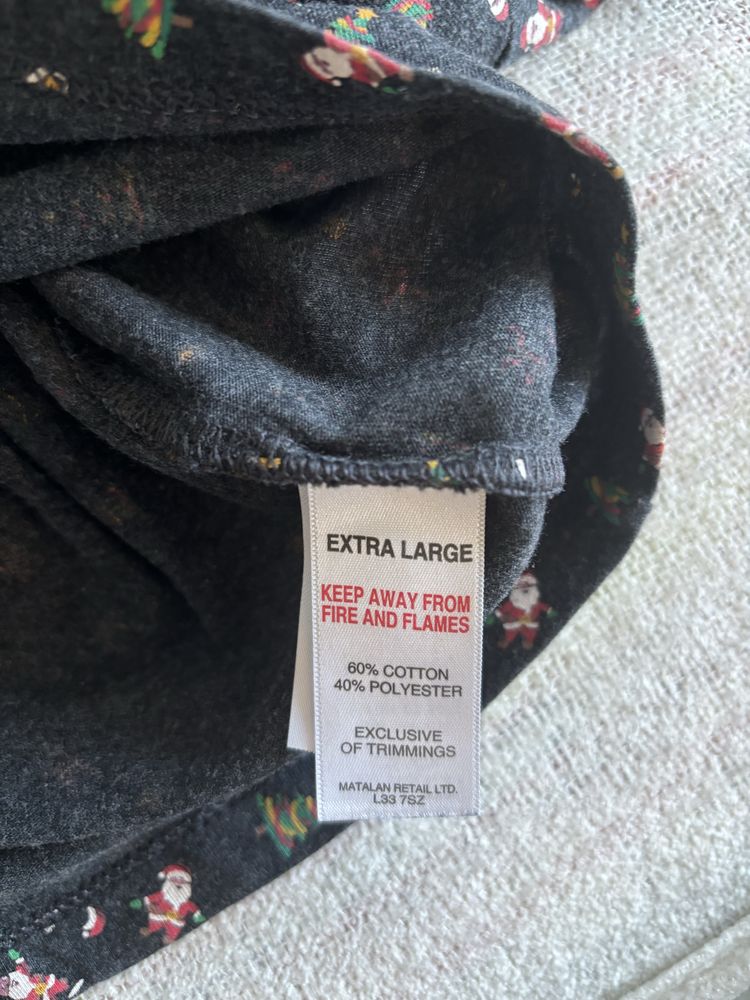 EXTRA LARGE
KEEP AWAY FROM
FIRE AND FLAMES
60% COTTON
40% POLYESTER
EXCLUSIVE
OF TRIMMINGS
MATALAN RETAIL LTD.
L33 7SZ